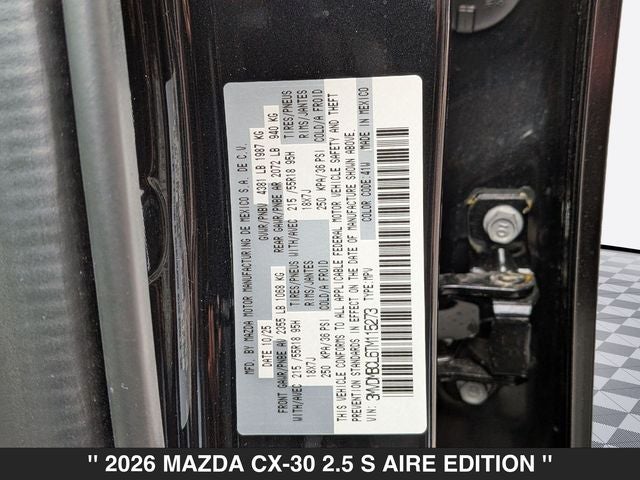 MFD. BY MAZDA MOTOR MANUFACTURING DE MEXICO S.A. DE C.V.
DATE 10/25 GVWR/PNBV 4381 LB 1987 KG
FRONT GAWR/PNBE AV 2355 LB 1068 KG REAR GAWR/PNBE AR 2072 LB 940 KG
WITH/AVEC 215 /55R18 95H TIRES/PNEUS WITH/AVEC 215 /55R18 95H TIRES/PNEUS
18X7J RIMS/JANTES 18X7J RIMS/JANTES
250 KPA/36 PSI COLD/A FROID 250 KPA/36 PSI COLD/A FROID
THIS VEHICLE CONFORMS TO ALL APPLICABLE FEDERAL MOTOR VEHICLE SAFETY AND THEFT
PREVENTION STANDARDS IN EFFECT ON THE DATE OF MANUFACTURE SHOWN ABOVE.
VIN: TYPE: MPV COLOR CODE: 41W MADE IN MEXICO
" 2026 MAZDA CX-30 2.5 S AIRE EDITION "